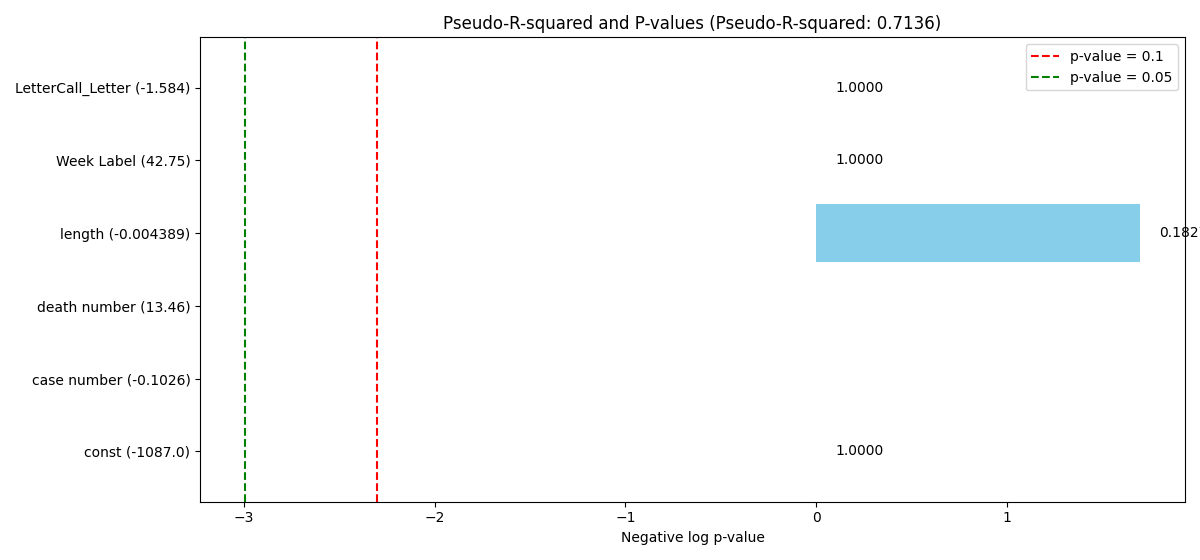 Pseudo-R-squared and P-values (Pseudo-R-squared: 0.7136)
p-value = 0.1
p-value = 0.05
LetterCall_Letter (-1.584)
1.0000
Week Label (42.75)
1.0000
length (-0.004389)
0.182
death number (13.46)
case number (-0.1026)
const (-1087.0)
1.0000
−3 −2 −1 0 1
Negative log p-value